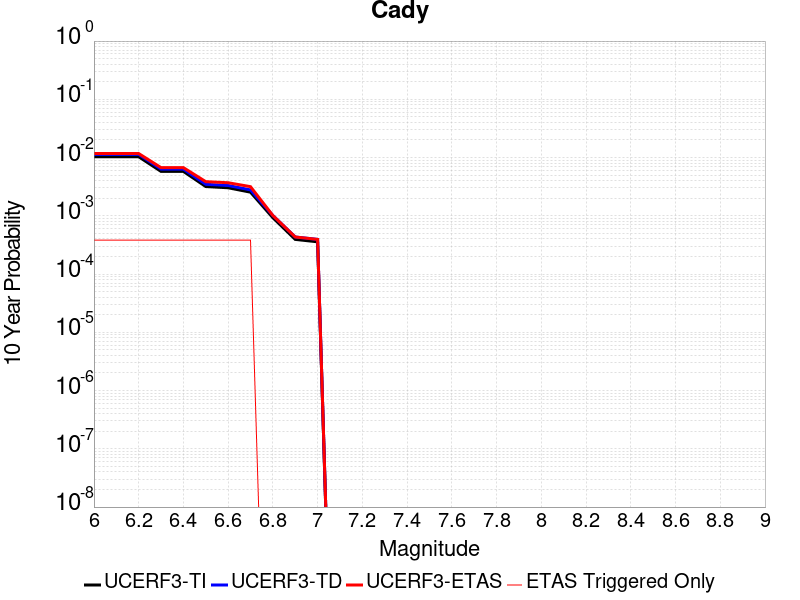 Cady
10^0
10^-1
10^-2
10^-3
10^-4
10^-5
10^-6
10^-7
10^-8
10 Year Probability
6 6.2 6.4 6.6 6.8 7 7.2 7.4 7.6 7.8 8 8.2 8.4 8.6 8.8 9
Magnitude
UCERF3-TI UCERF3-TD UCERF3-ETAS ETAS Triggered Only